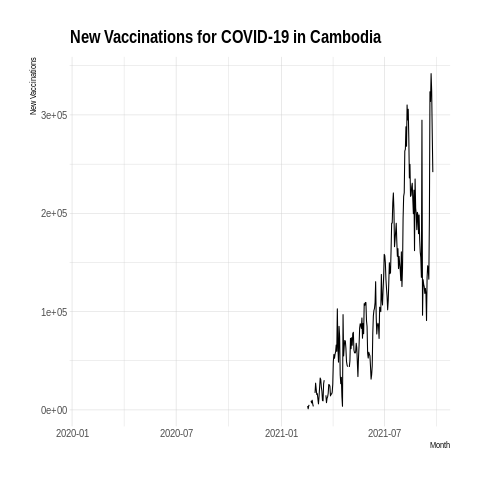 New Vaccinations for COVID-19 in Cambodia
New Vaccinations
3e+05
2e+05
1e+05
0e+00
2020-01 2020-07 2021-01 2021-07
Month